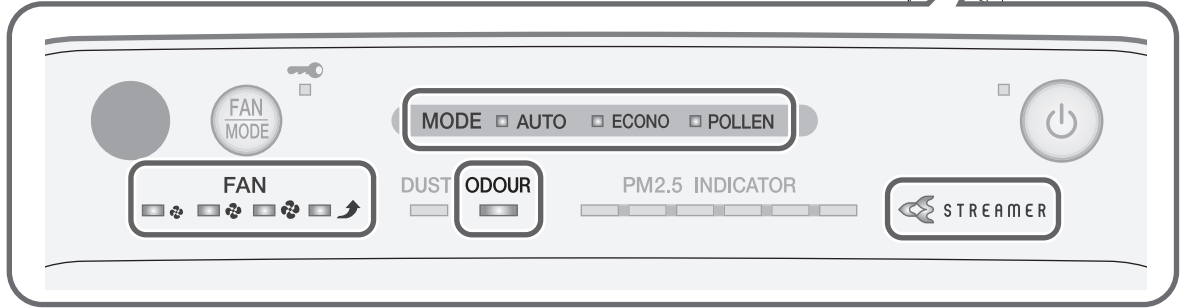 FAN
MODE
MODE AUTO ECONO POLLEN
FAN
DUST
ODOUR
PM2.5 INDICATOR
STREAMER